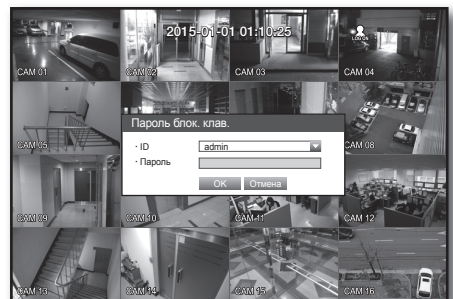 2015-01-01 01:10:25
LOG ON
CAM 01
CAM 02
CAM 03
CAM 04
Пароль блок. клав.
CAM 05
CAM 08
· ID
admin
· Пароль
OK
Отмена
CAM 09
CAM 10
CAM 11
CAM 12
CAM 13
CAM 14
CAM 15
CAM 16